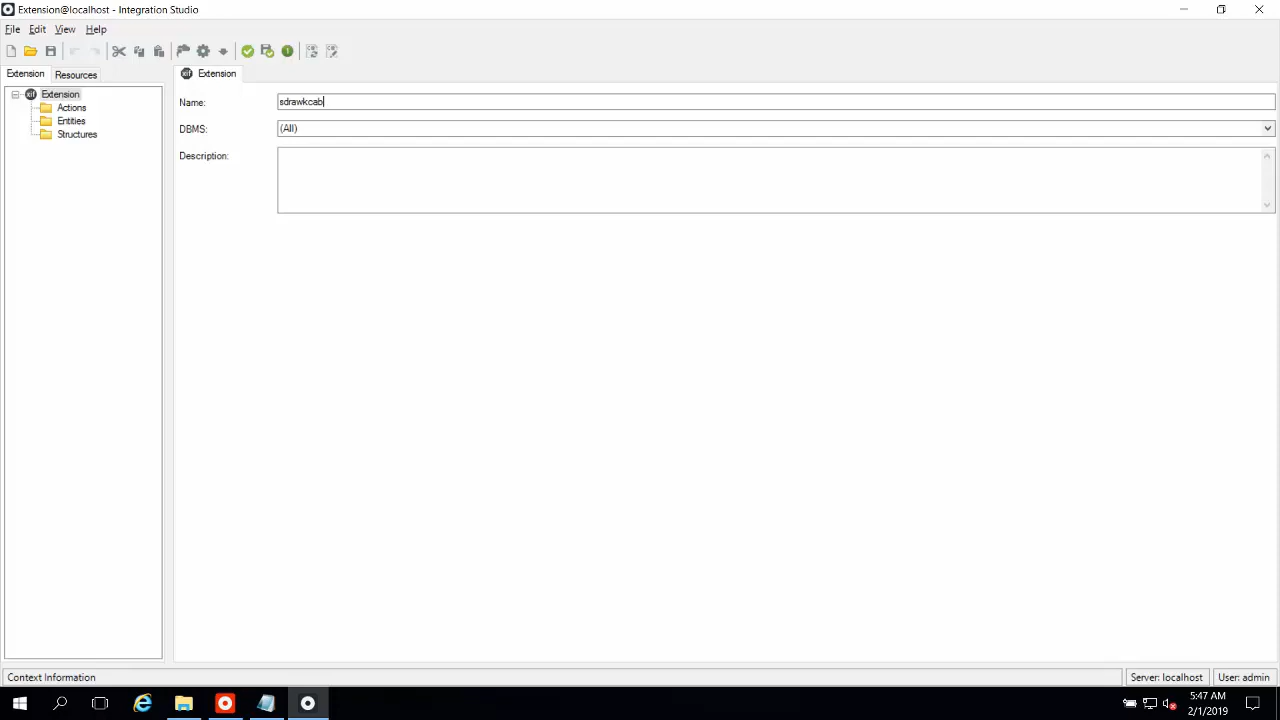 Extension@localhost - Integration Studio
File Edit View Help
Extension Resources
Extension
Actions
Entities
Structures
Extension
Name: sdrawkcab
DBMS: (All)
Description:
Context Information
Server: localhost
User: admin
5:47 AM
2/1/2019